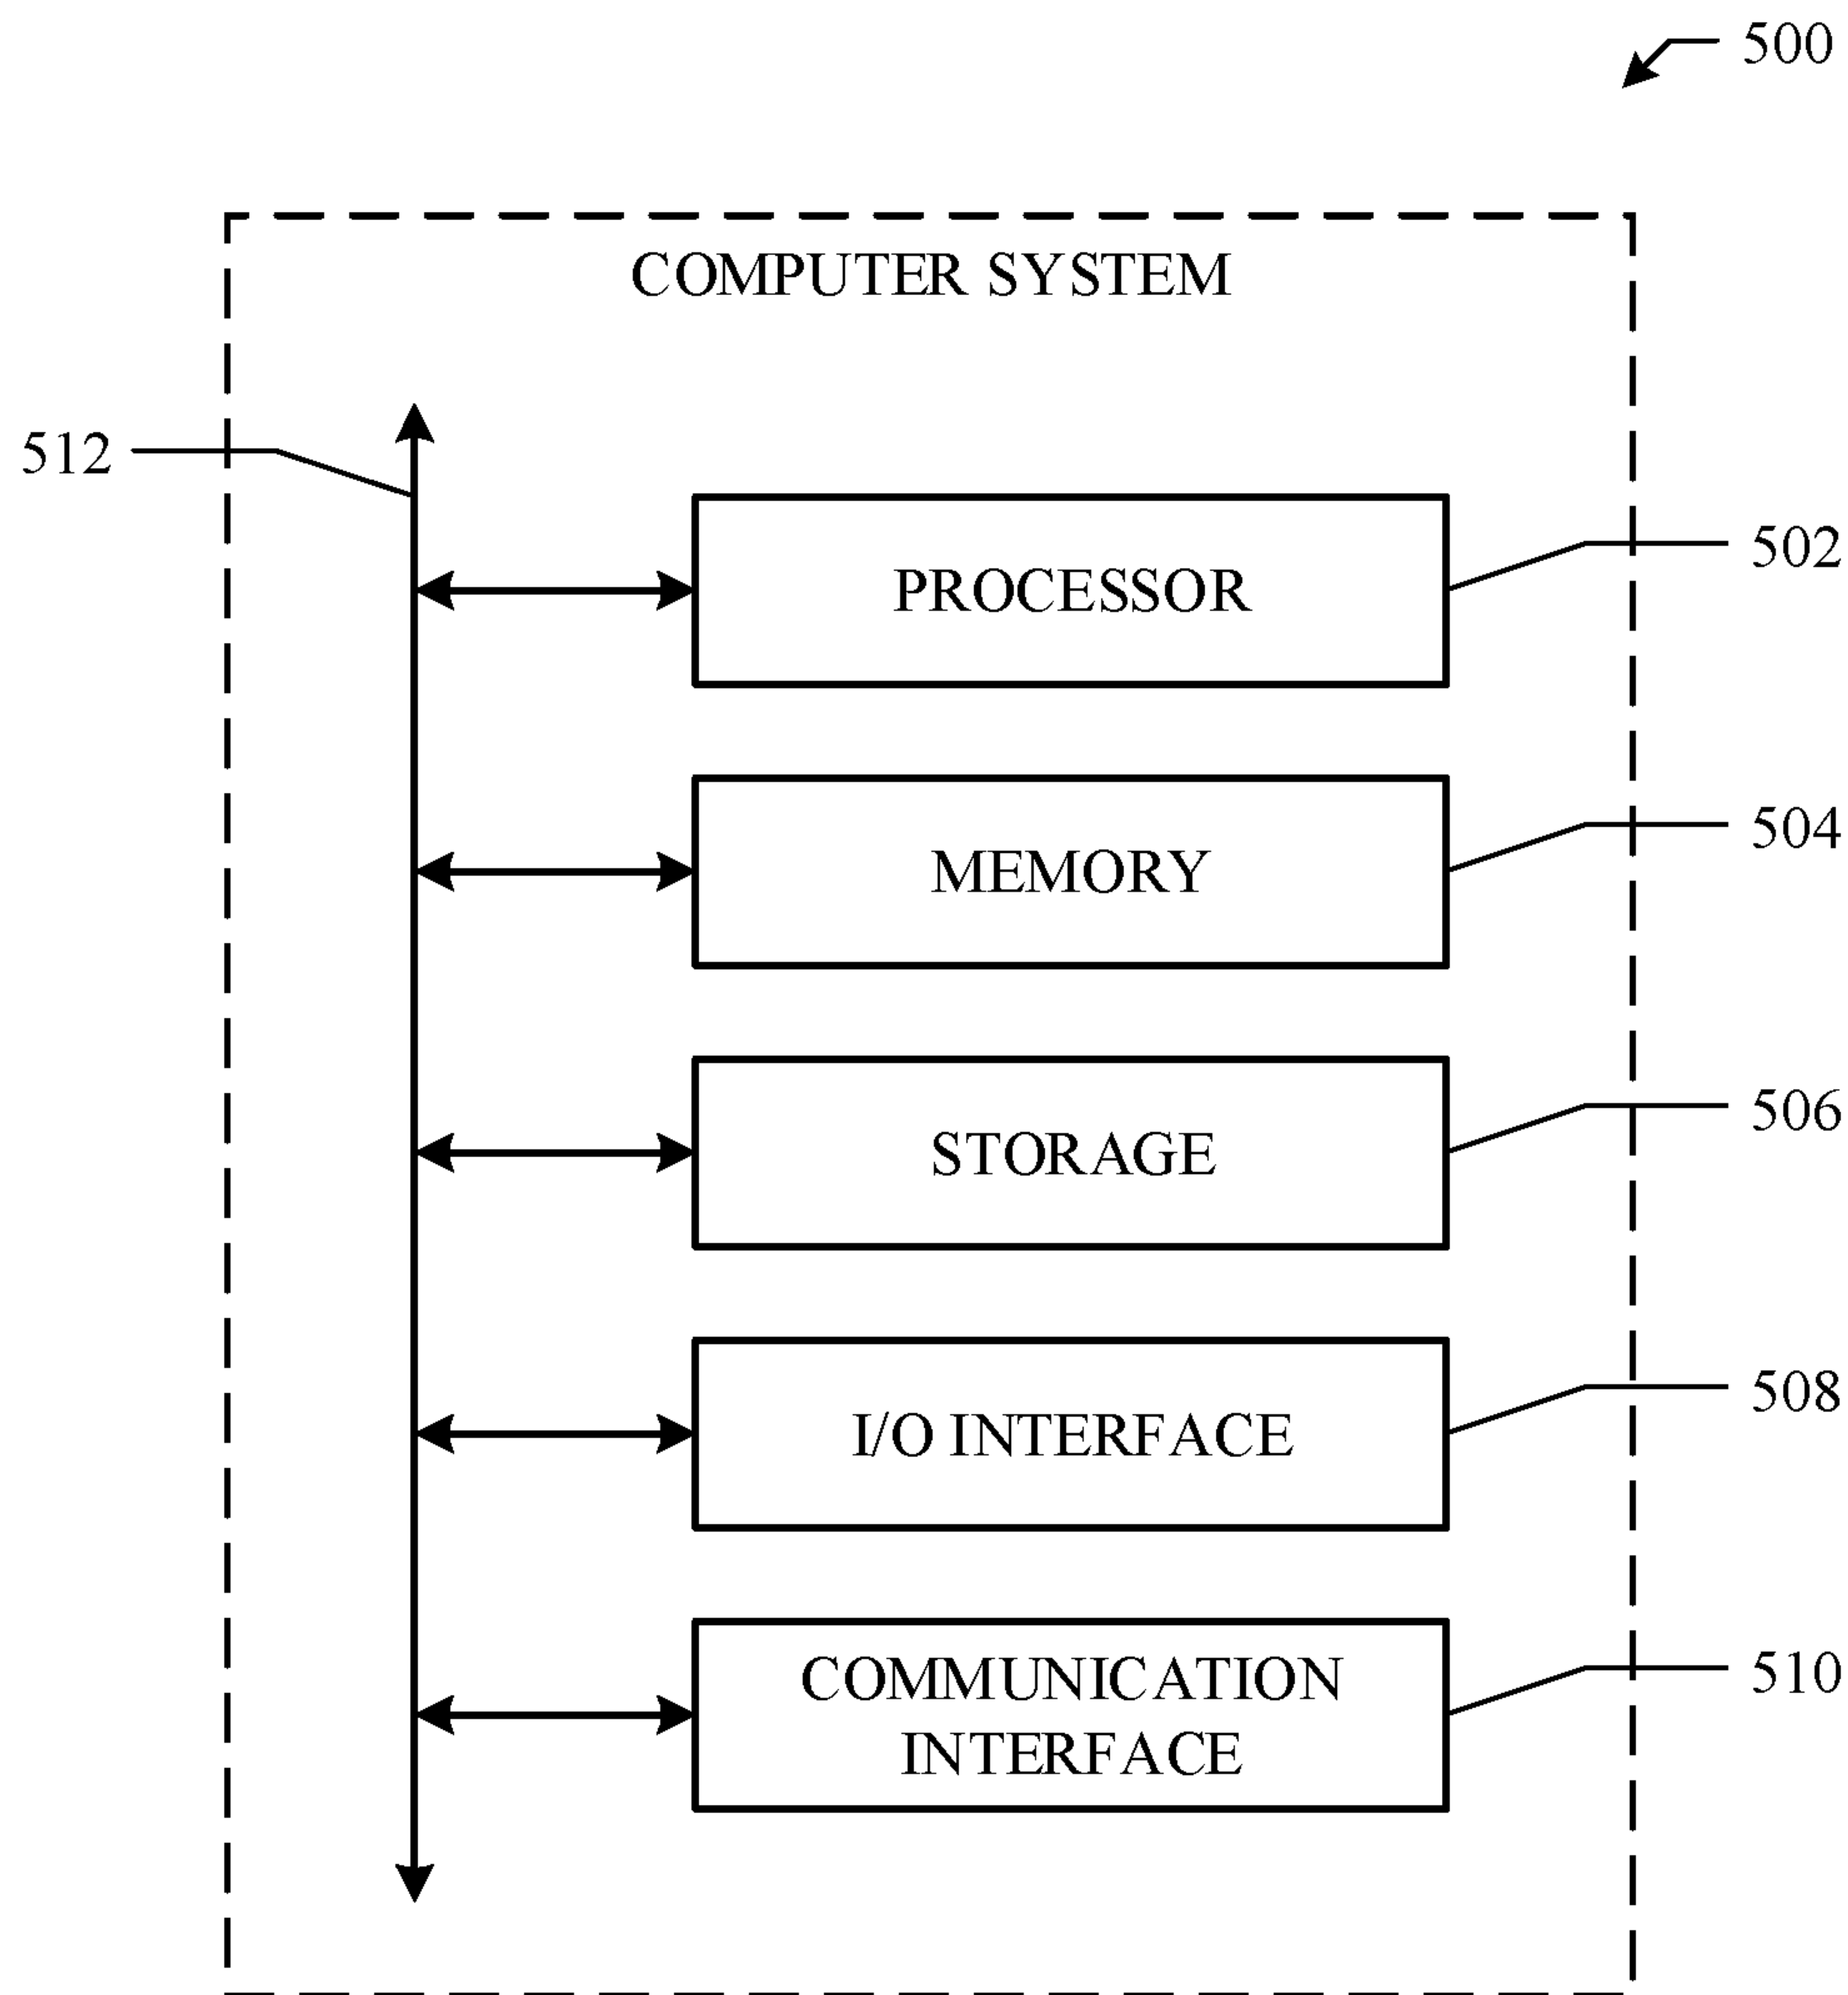 500
COMPUTER SYSTEM
512
PROCESSOR
502
MEMORY
504
STORAGE
506
I/O INTERFACE
508
COMMUNICATION
INTERFACE
510